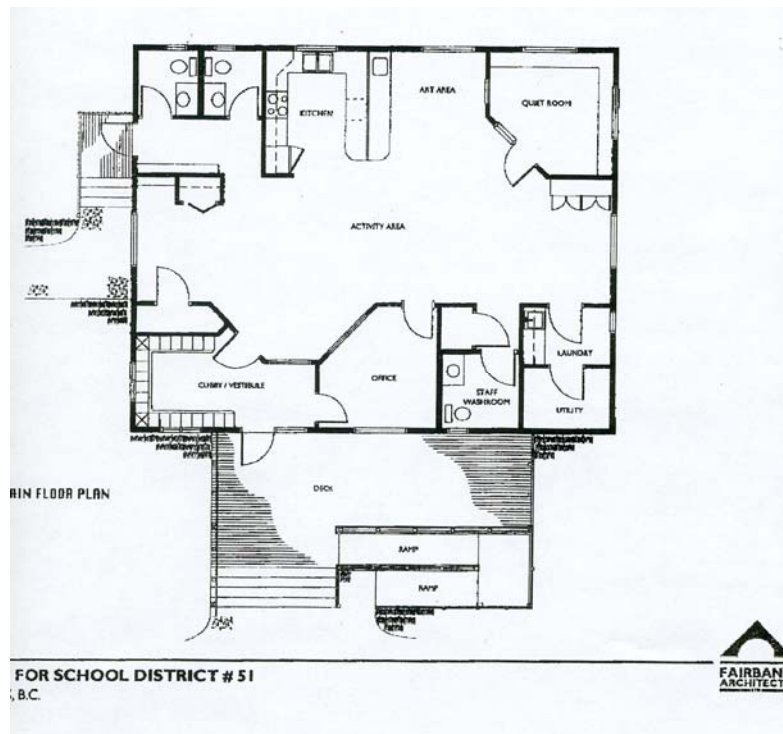 KITCHEN
ART AREA
QUIET ROOM
ACTIVITY AREA
LAUNDRY
CUBBY / VESTIBULE
OFFICE
STAFF
WASHROOM
UTILITY
DECK
AIN FLOOR PLAN
RAMP
RAMP
FOR SCHOOL DISTRICT # 51
, B.C.
FAIRBAN
ARCHITECT